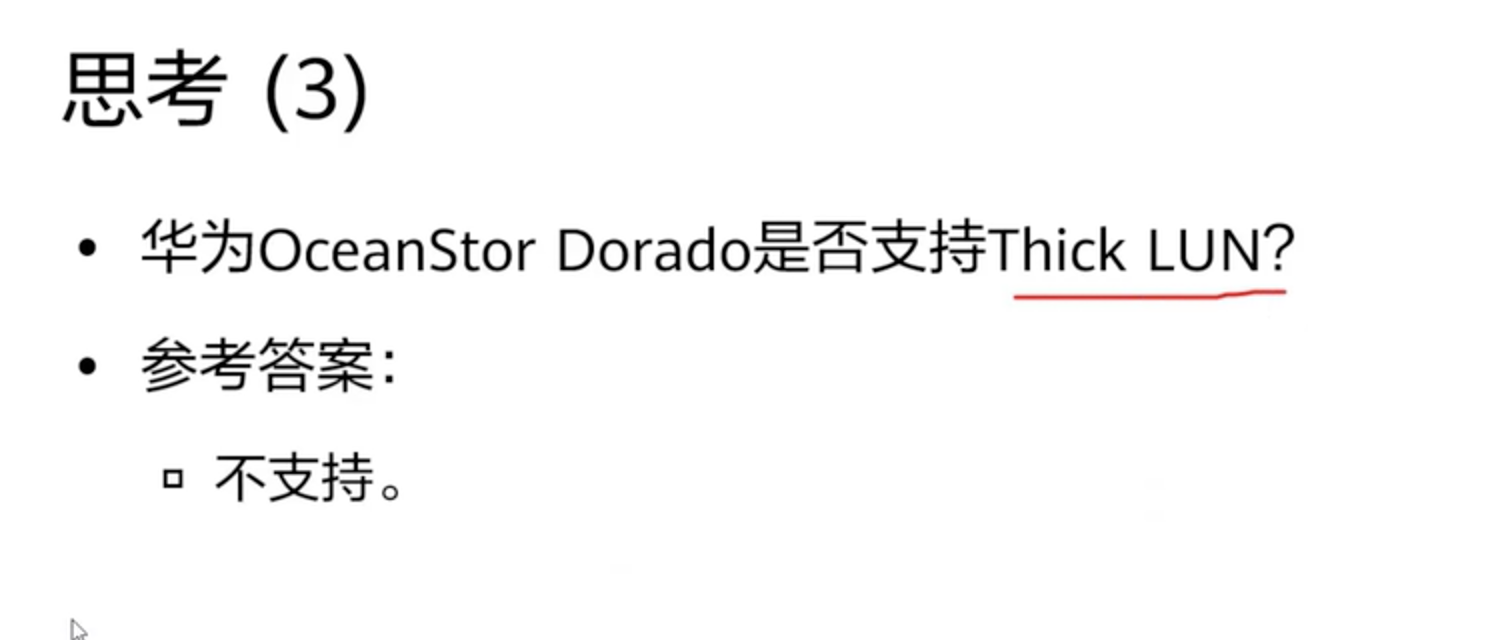 思考 (3)
• 华为OceanStor Dorado是否支持Thick LUN?
• 参考答案：
▫ 不支持。